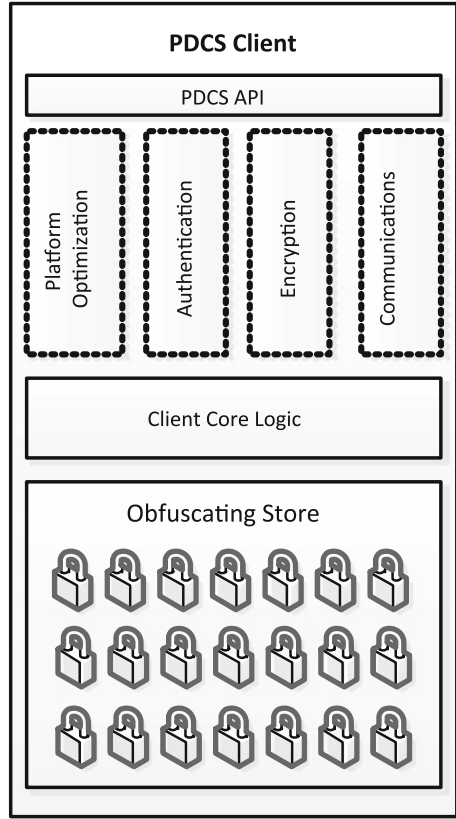 PDCS Client
PDCS API
Platform
Optimization
Authentication
Encryption
Communications
Client Core Logic
Obfuscating Store